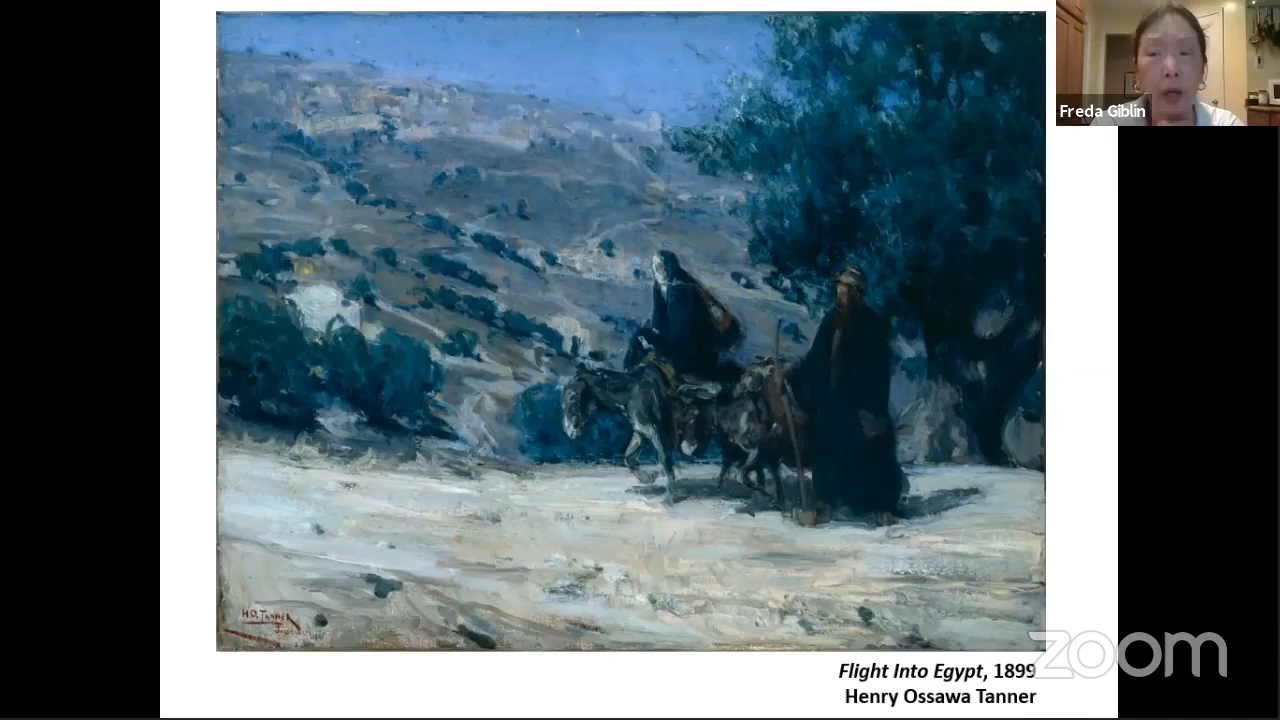 Freda Giblin
H.O. TANNER
Flight Into Egypt, 1899
Henry Ossawa Tanner
zoom